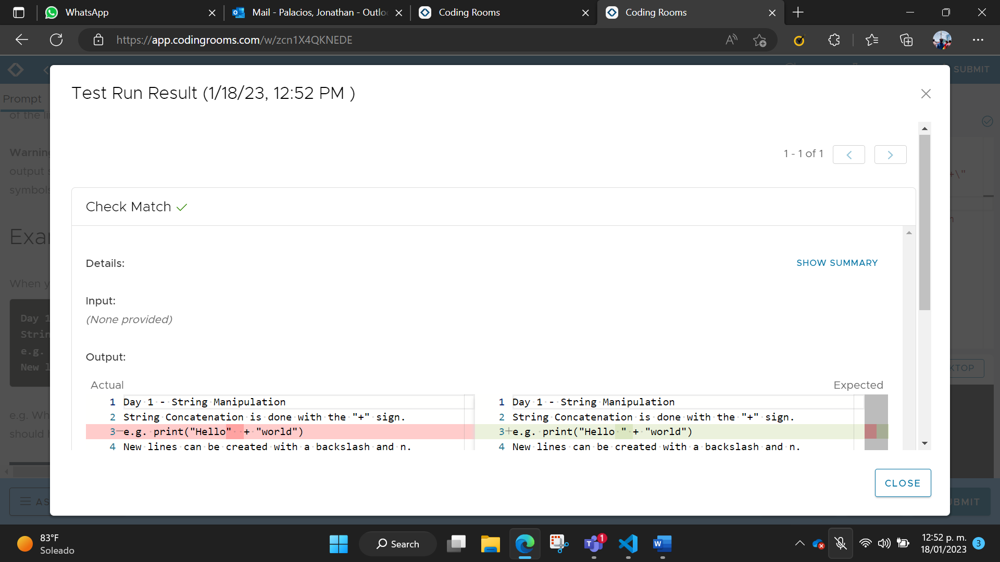 WhatsApp
Mail - Palacios, Jonathan - Outlo
Coding Rooms
Coding Rooms
https://app.codingrooms.com/w/zcn1X4QKNEDE
SUBMIT
Prompt
of the li
Test Run Result (1/18/23, 12:52 PM )
1 - 1 of 1
Warning
output s
symbols
+\"
Check Match
Exa
Details:
SHOW SUMMARY
When y
Input:
(None provided)
Day 1
Strin
e.g.
New l
Output:
KTOP
Actual
Expected
1 Day 1 - String Manipulation
2 String Concatenation is done with the "+" sign.
3 e.g. print("Hello"  + "world")
4 New lines can be created with a backslash and n.
1 Day 1 - String Manipulation
2 String Concatenation is done with the "+" sign.
3 e.g. print("Hello " + "world")
4 New lines can be created with a backslash and n.
e.g. Wh
should h
CLOSE
AS
BMIT
83°F
Soleado
Search
1
T
W
12:52 p. m.
18/01/2023
3